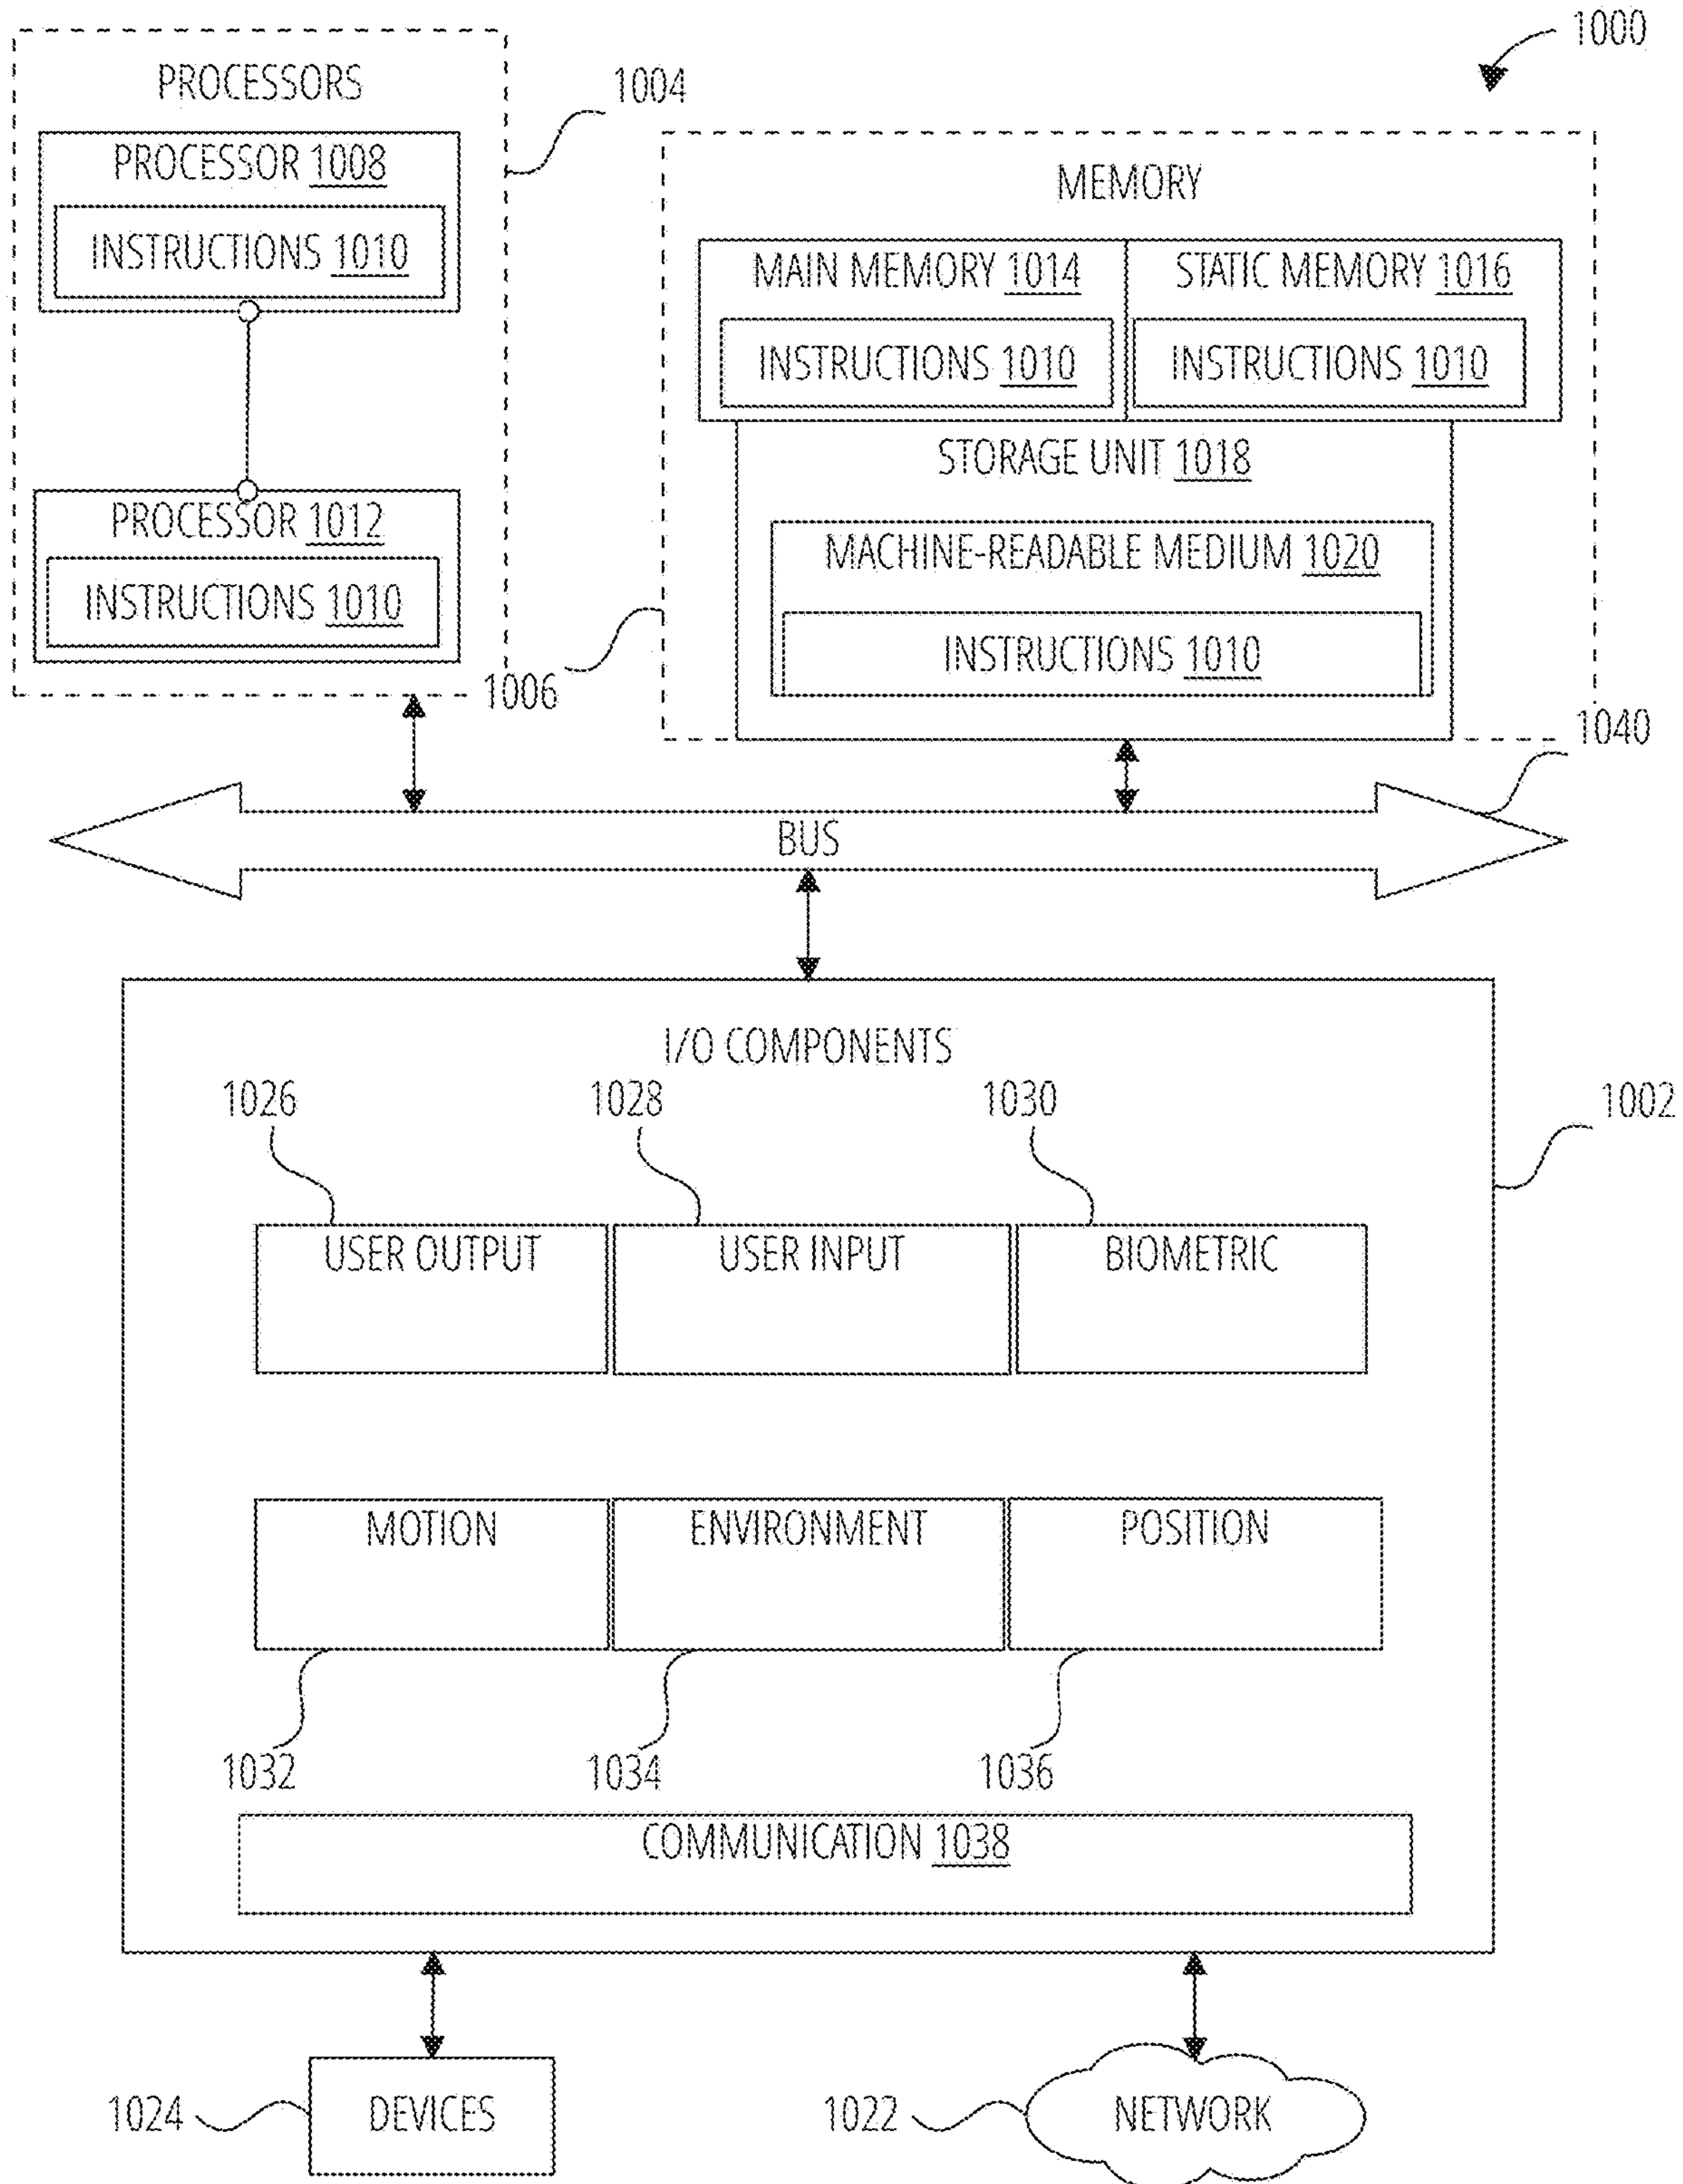 1000
PROCESSORS
1004
PROCESSOR 1008
INSTRUCTIONS 1010
PROCESSOR 1012
INSTRUCTIONS 1010
MEMORY
MAIN MEMORY 1014
STATIC MEMORY 1016
INSTRUCTIONS 1010
INSTRUCTIONS 1010
STORAGE UNIT 1018
MACHINE-READABLE MEDIUM 1020
INSTRUCTIONS 1010
1006
1040
BUS
I/O COMPONENTS
1002
1026
1028
1030
USER OUTPUT
USER INPUT
BIOMETRIC
MOTION
ENVIRONMENT
POSITION
1032
1034
1036
COMMUNICATION 1038
1024
DEVICES
1022
NETWORK